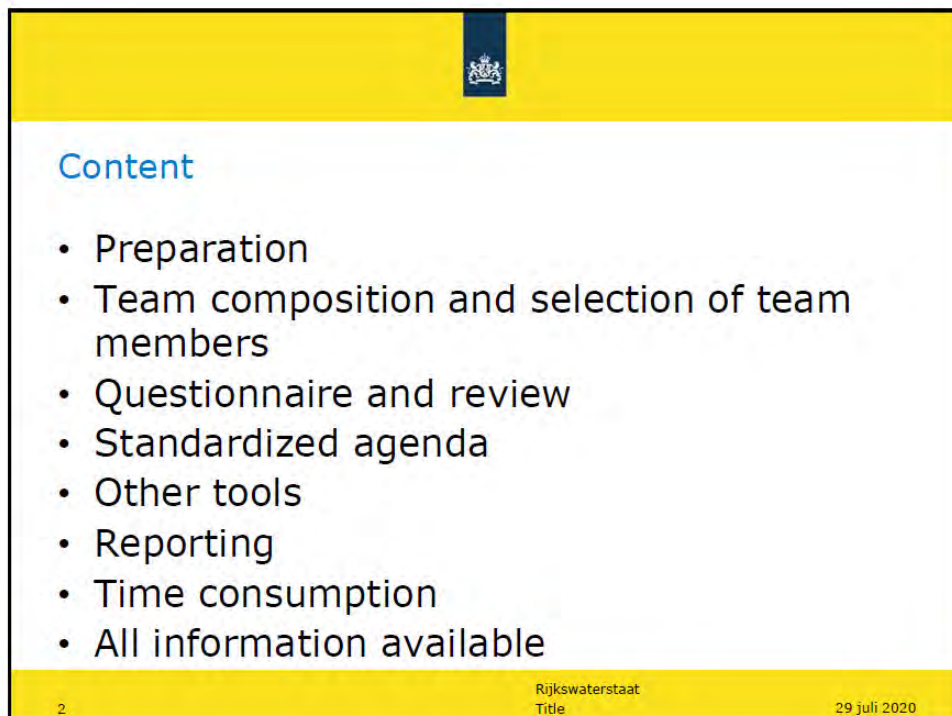 Content
• Preparation
• Team composition and selection of team
members
• Questionnaire and review
• Standardized agenda
• Other tools
• Reporting
• Time consumption
• All information available
Rijkswaterstaat
2 Title 29 juli 2020